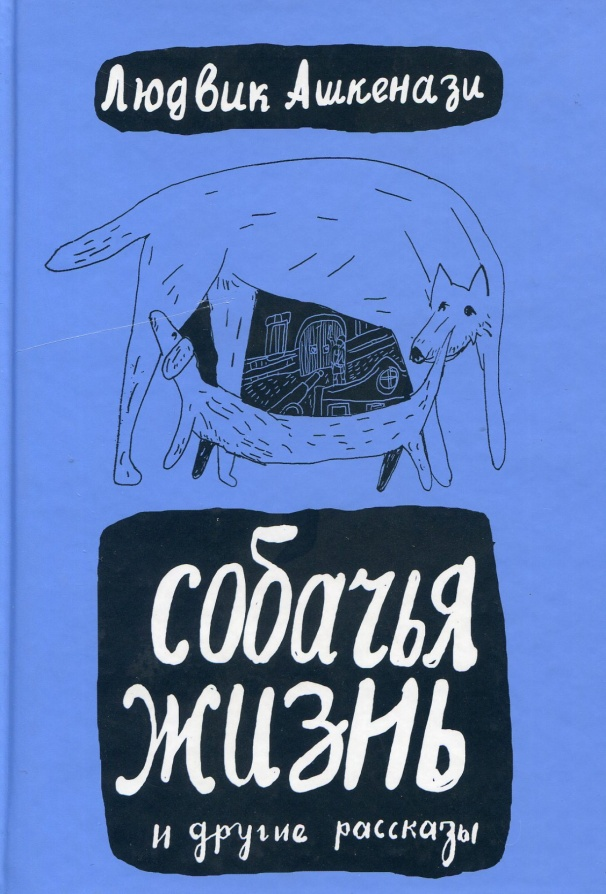 Людвик Ашкенази
собачья
жизнь
и другие рассказы